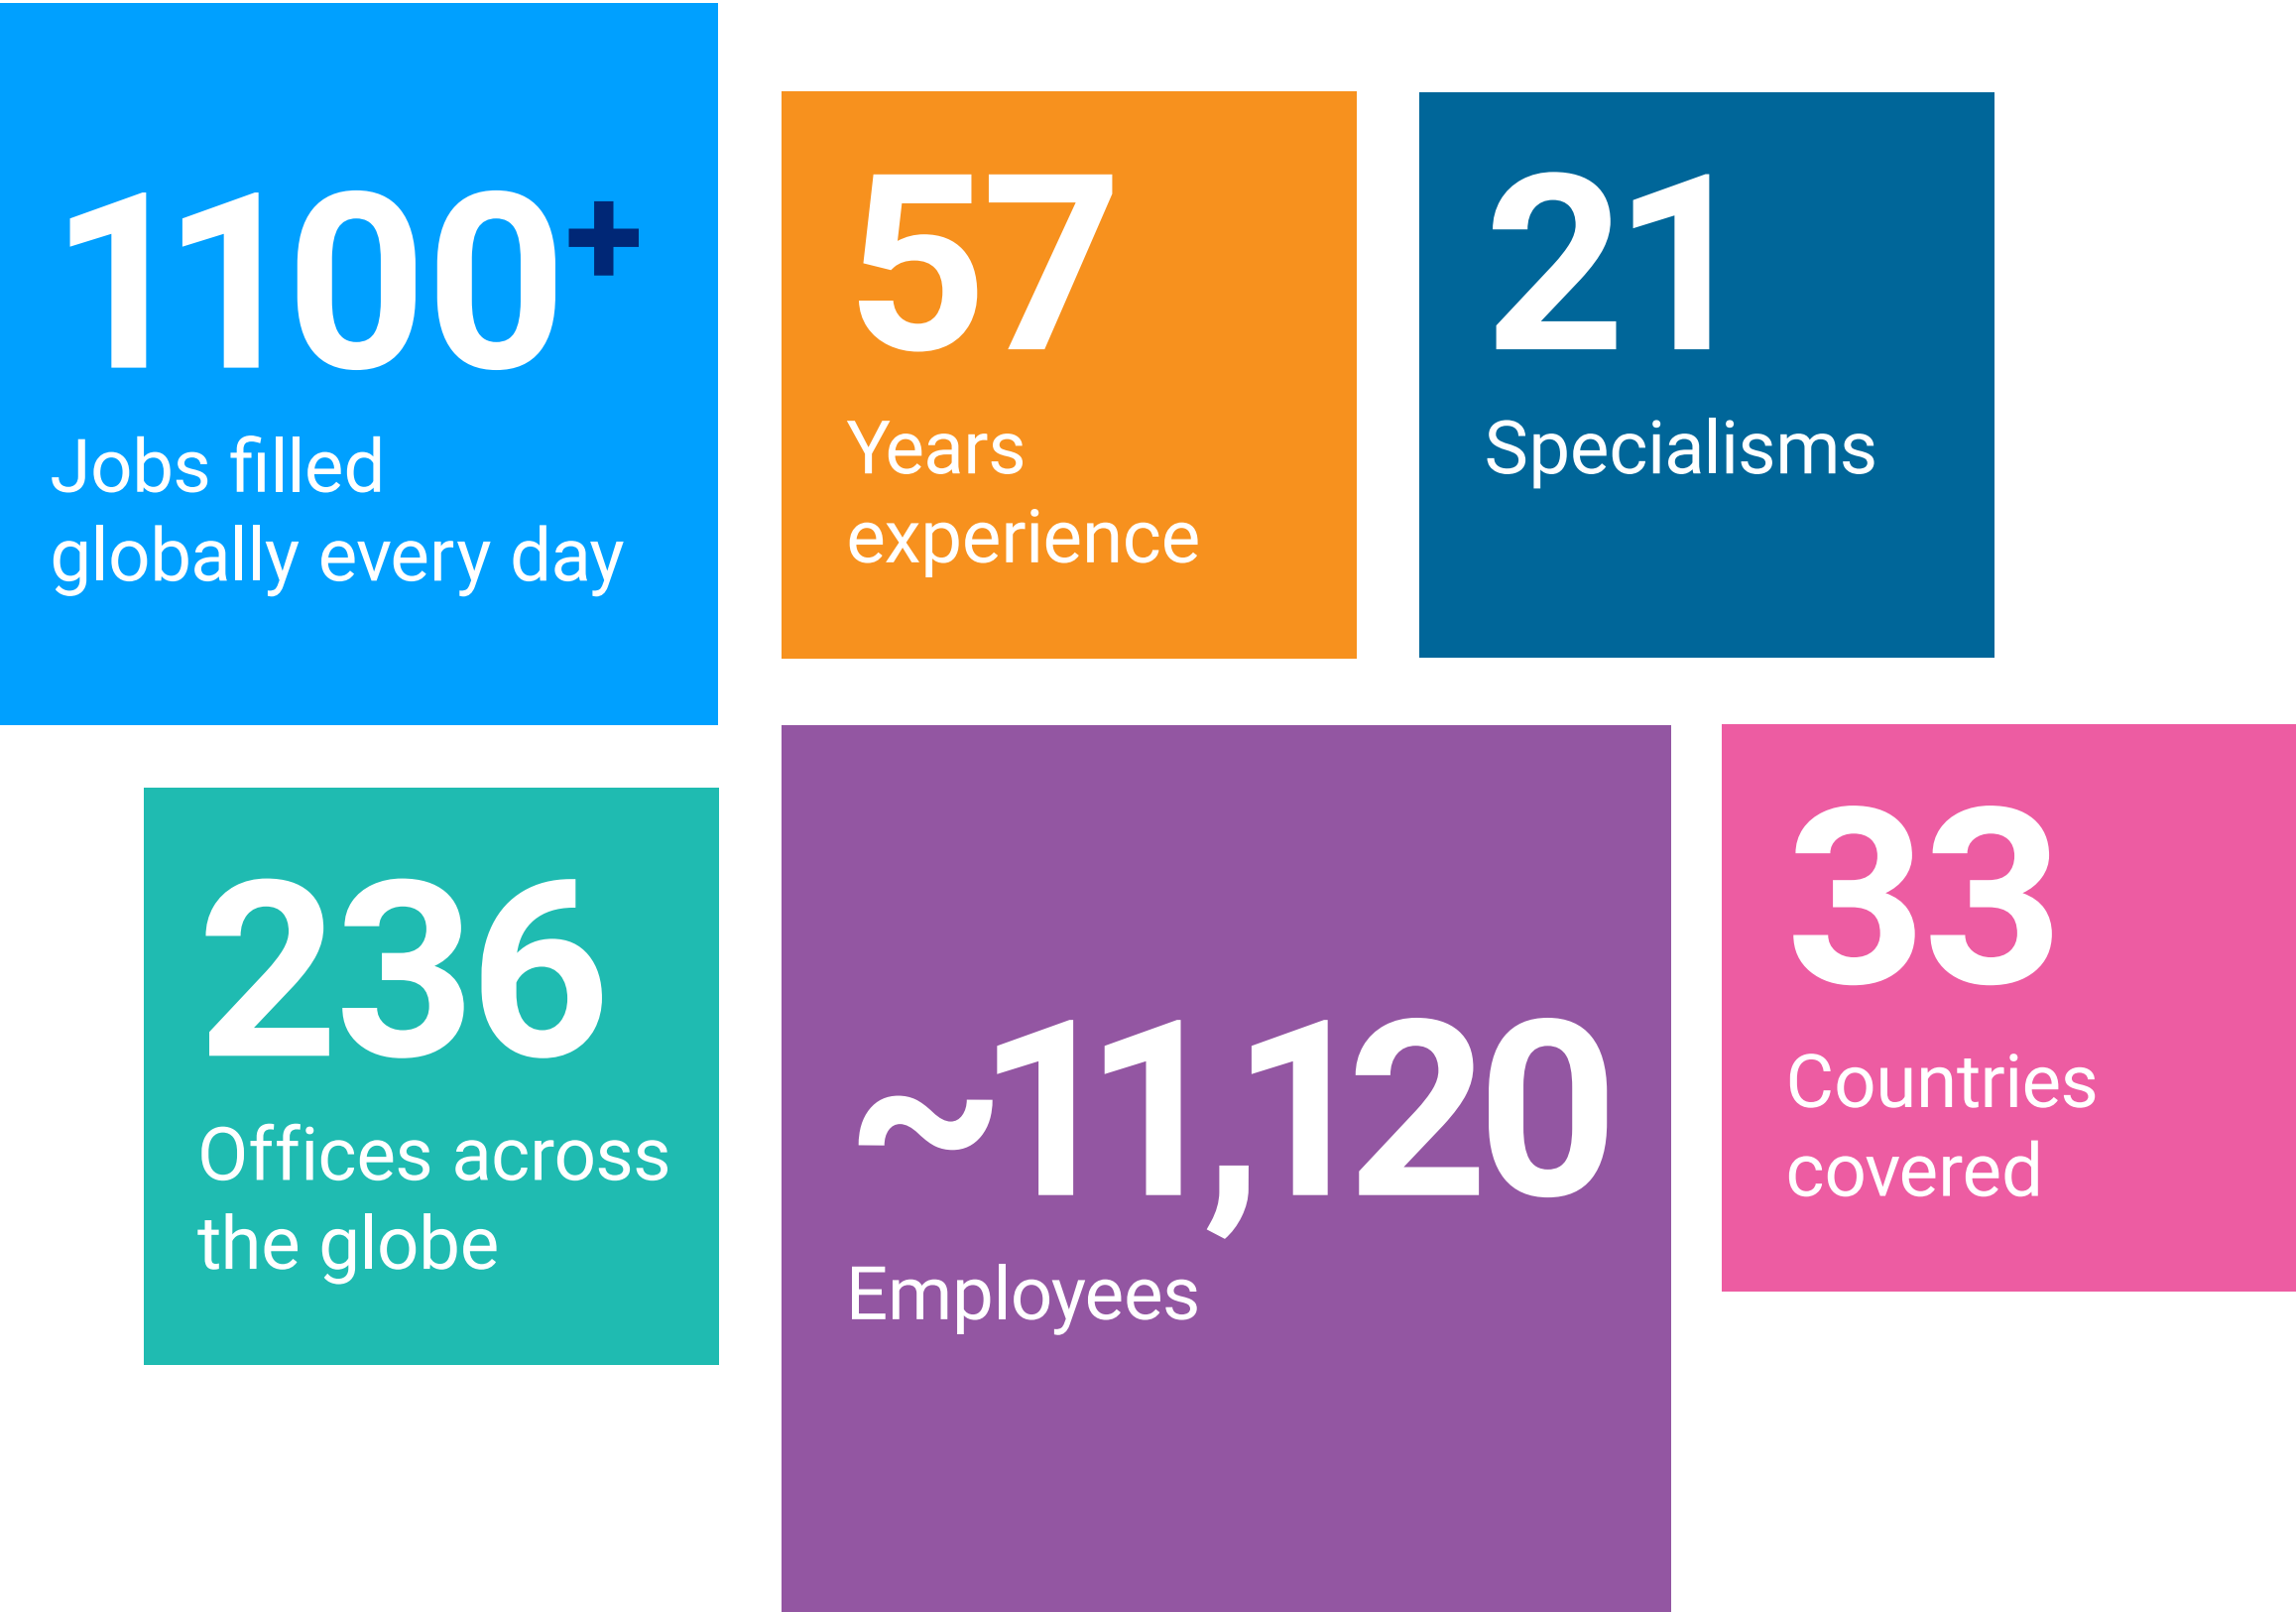 1100+
Jobs filled
globally every day
57
Years
experience
21
Specialisms
236
Offices across
the globe
~11,120
Employees
33
Countries
covered